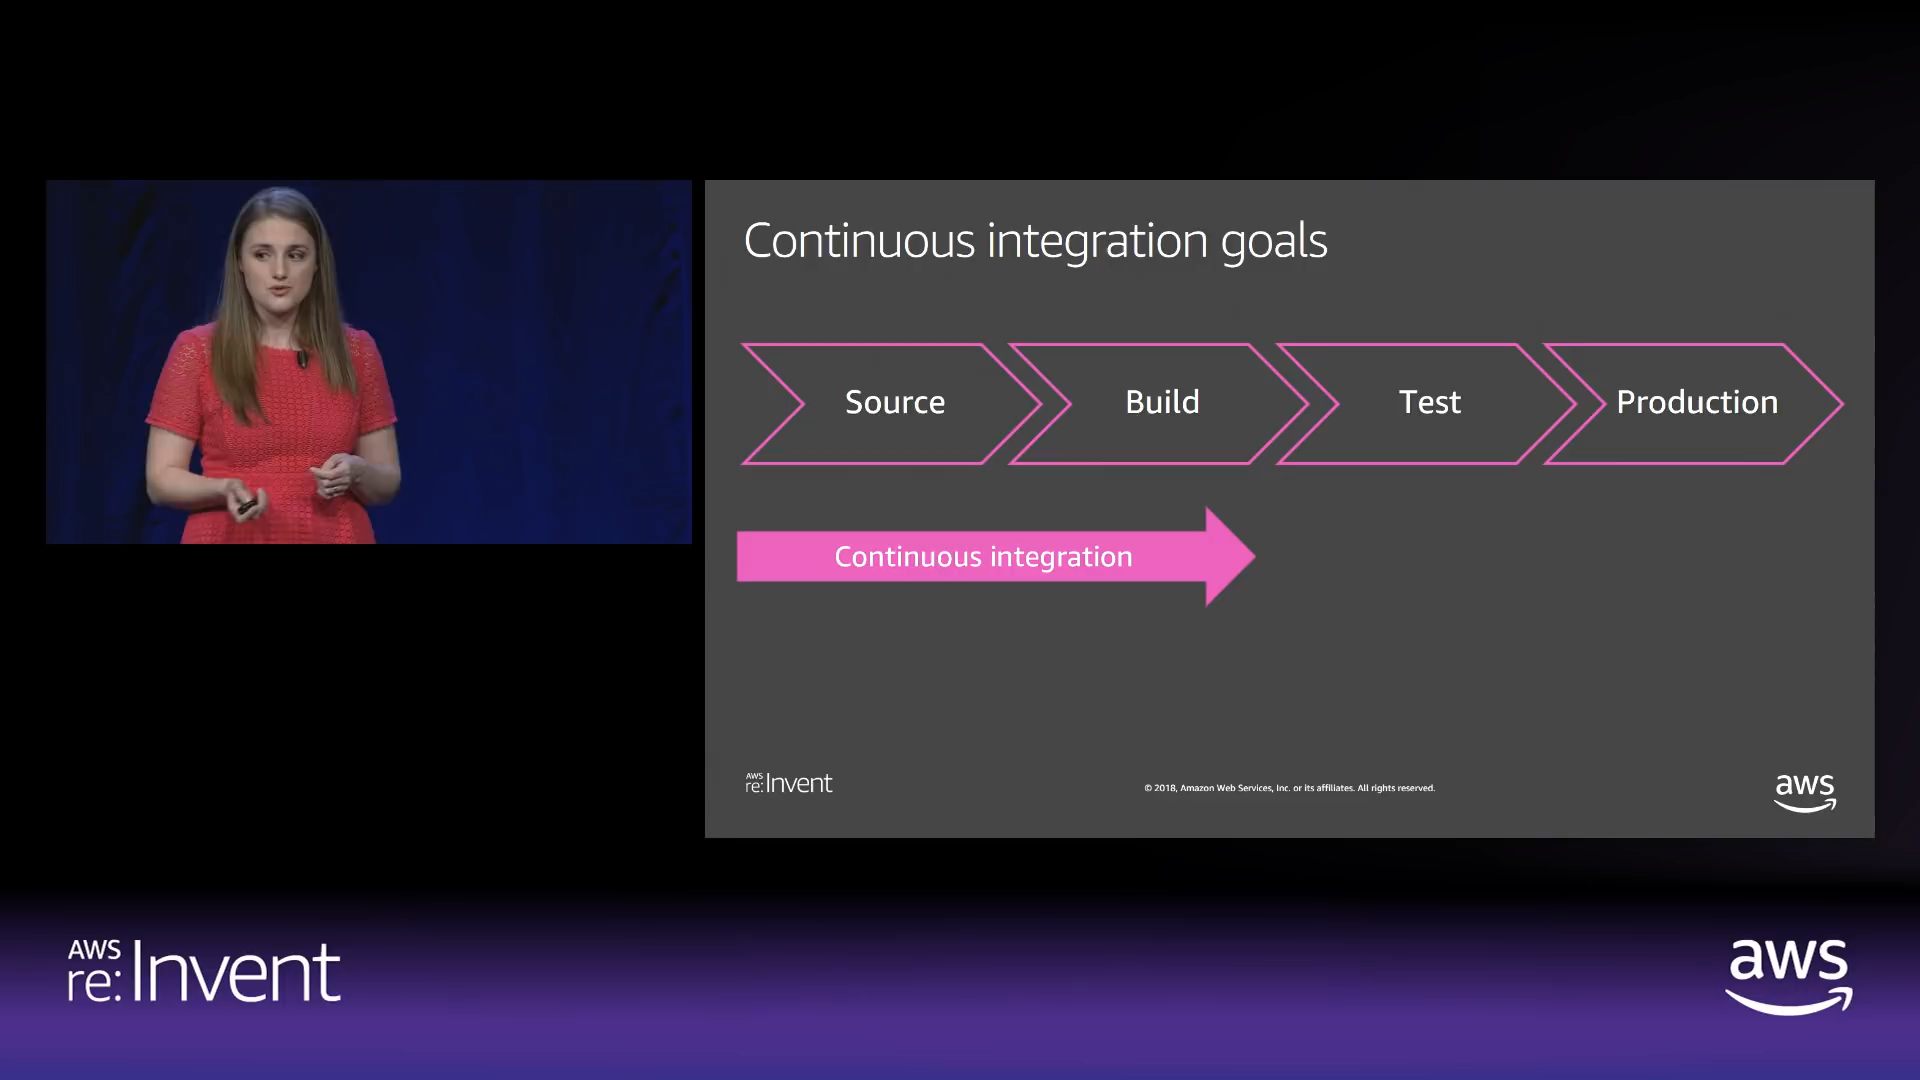 Continuous integration goals
Source
Build
Test
Production
Continuous integration
AWS
re:Invent
© 2018, Amazon Web Services, Inc. or its affiliates. All rights reserved.
aws
AWS
re:Invent
aws